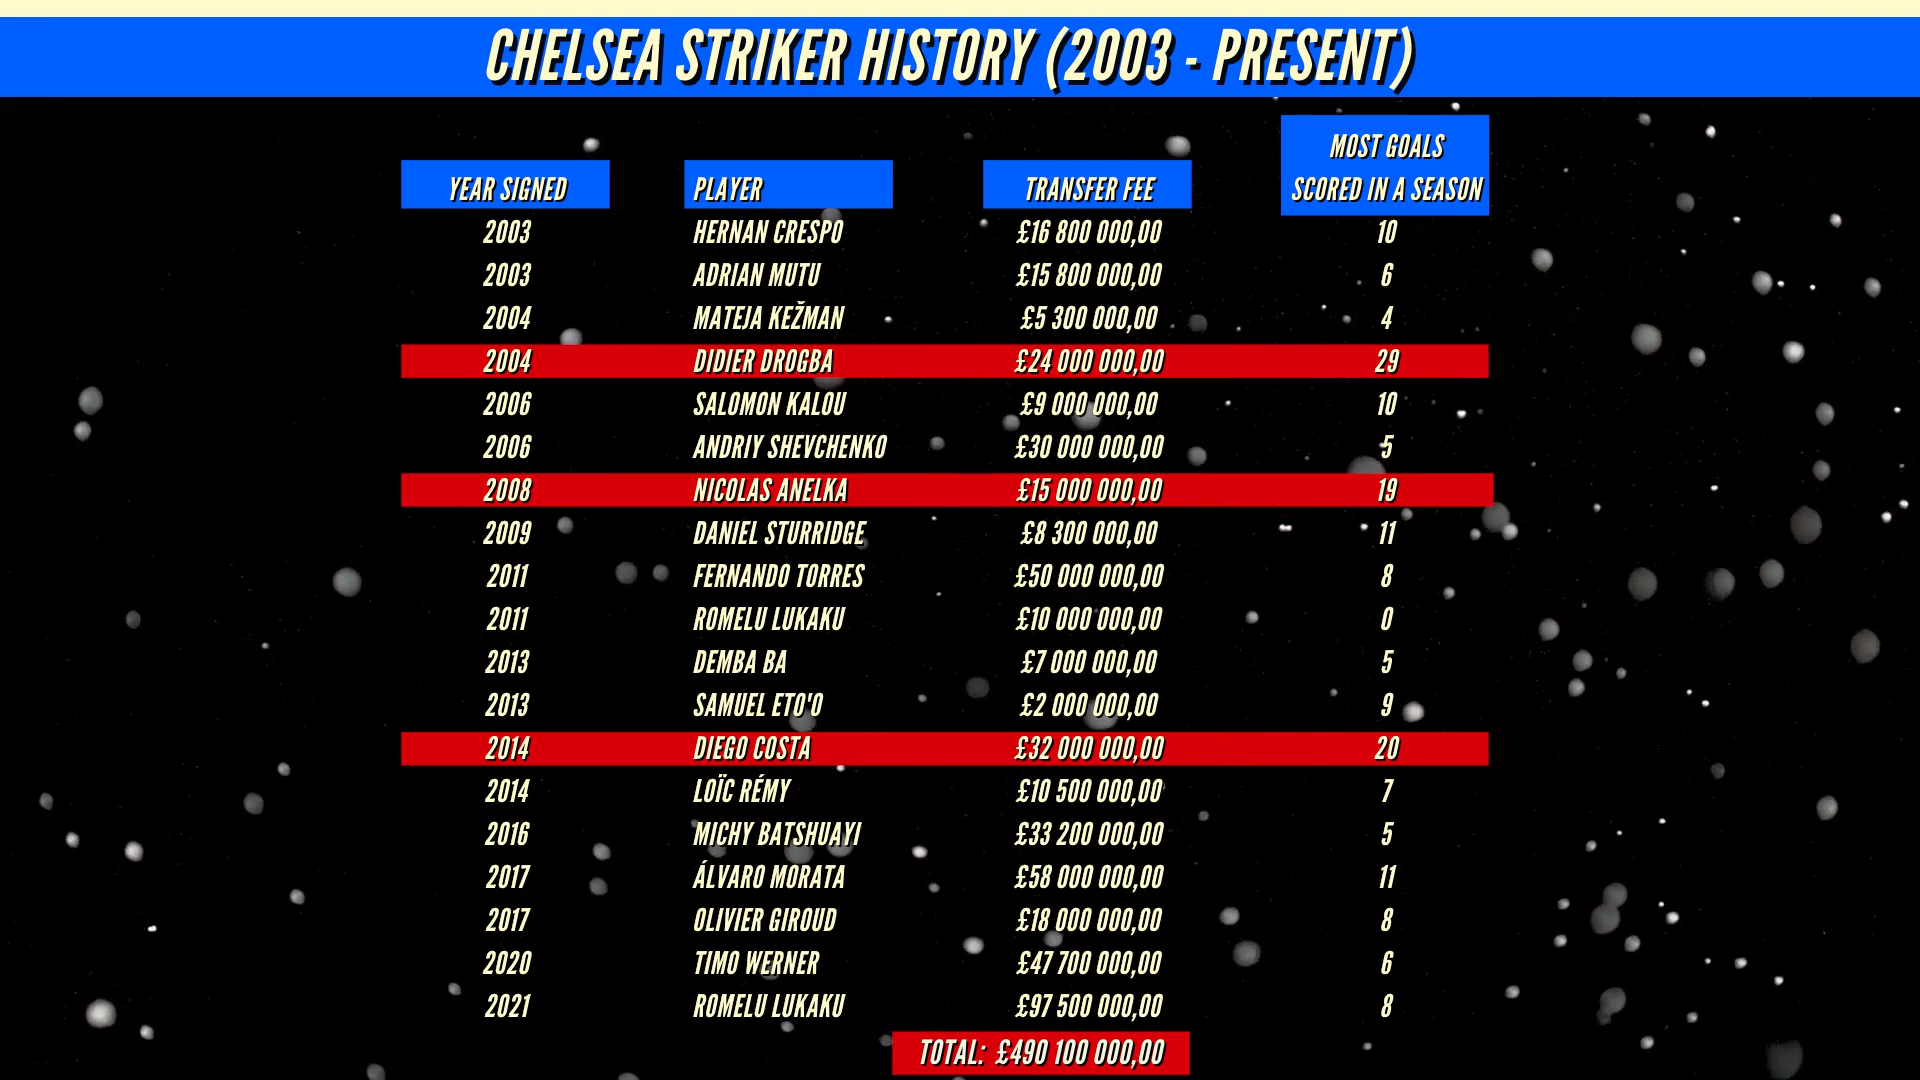 CHELSEA STRIKER HISTORY (2003 - PRESENT)
MOST GOALS
YEAR SIGNED PLAYER TRANSFER FEE SCORED IN A SEASON
2003 HERNAN CRESPO £16 800 000,00 10
2003 ADRIAN MUTU £15 800 000,00 6
2004 MATEJA KEŽMAN £5 300 000,00 4
2004 DIDIER DROGBA £24 000 000,00 29
2006 SALOMON KALOU £9 000 000,00 10
2006 ANDRIY SHEVCHENKO £30 000 000,00 5
2008 NICOLAS ANELKA £15 000 000,00 19
2009 DANIEL STURRIDGE £8 300 000,00 11
2011 FERNANDO TORRES £50 000 000,00 8
2011 ROMELU LUKAKU £10 000 000,00 0
2013 DEMBA BA £7 000 000,00 5
2013 SAMUEL ETO'O £2 000 000,00 9
2014 DIEGO COSTA £32 000 000,00 20
2014 LOÏC RÉMY £10 500 000,00 7
2016 MICHY BATSHUAYI £33 200 000,00 5
2017 ÁLVARO MORATA £58 000 000,00 11
2017 OLIVIER GIROUD £18 000 000,00 8
2020 TIMO WERNER £47 700 000,00 6
2021 ROMELU LUKAKU £97 500 000,00 8
TOTAL: £490 100 000,00